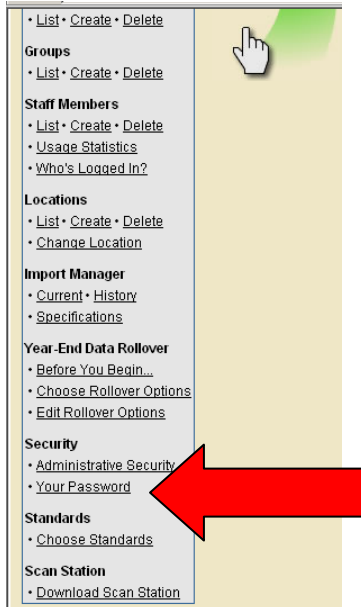 • List • Create • Delete
Groups
• List • Create • Delete
Staff Members
• List • Create • Delete
• Usage Statistics
• Who's Logged In?
Locations
• List • Create • Delete
• Change Location
Import Manager
• Current • History
• Specifications
Year-End Data Rollover
• Before You Begin...
• Choose Rollover Options
• Edit Rollover Options
Security
• Administrative Security
• Your Password
Standards
• Choose Standards
Scan Station
• Download Scan Station